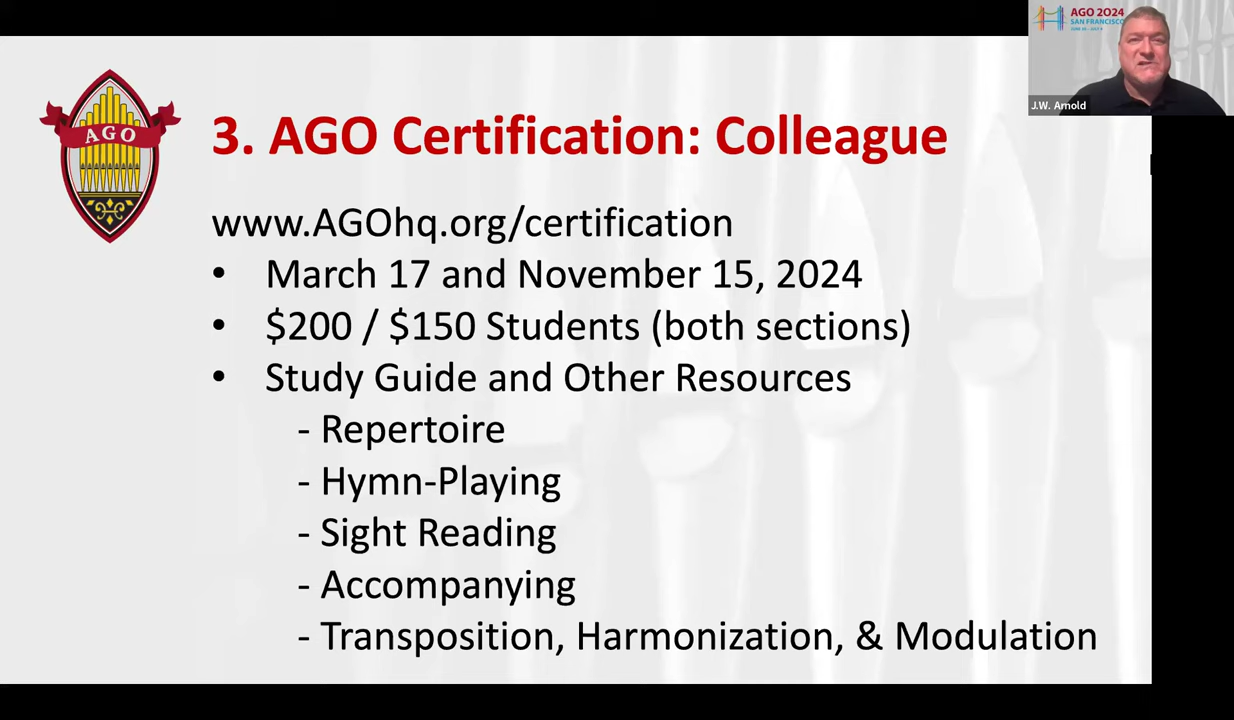 AGO 2024
SAN FRANCISCO
J.W. Arnold
AGO
3. AGO Certification: Colleague
www.AGOhq.org/certification
• March 17 and November 15, 2024
• $200 / $150 Students (both sections)
• Study Guide and Other Resources
- Repertoire
- Hymn-Playing
- Sight Reading
- Accompanying
- Transposition, Harmonization, & Modulation